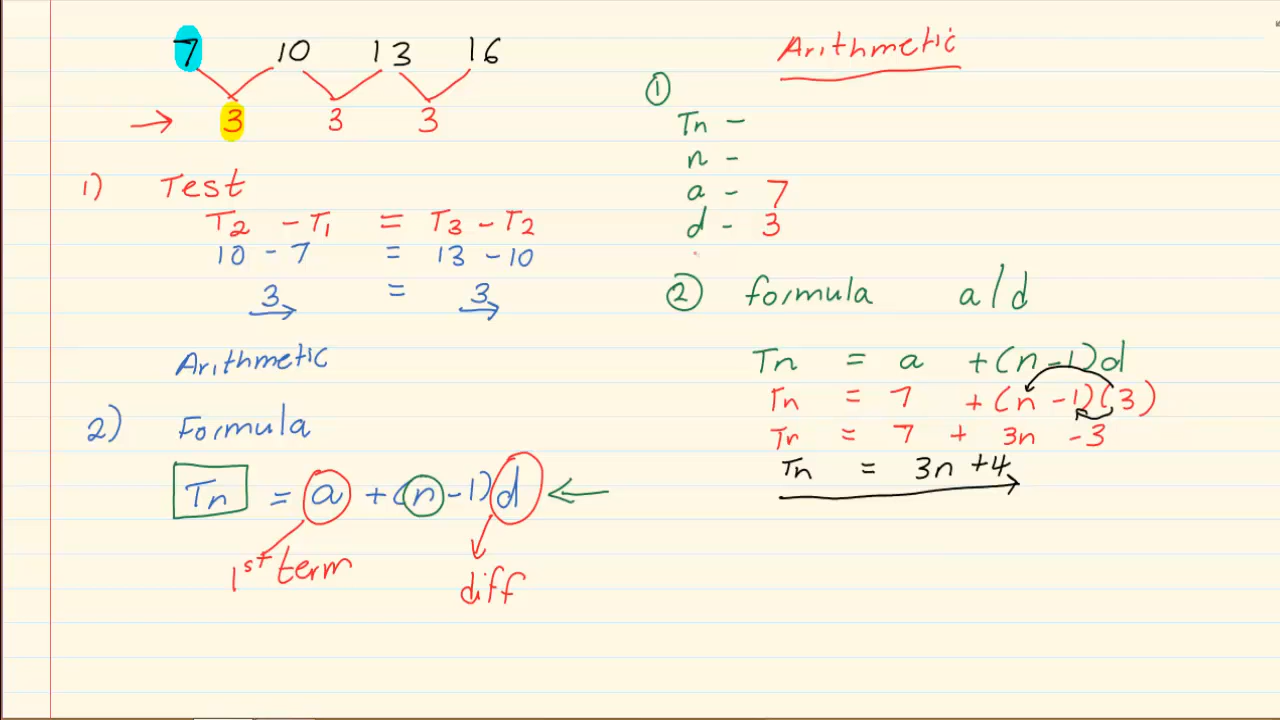 7 10 13 16
3 3 3
1) Test
T2 - T1 = T3 - T2
10 - 7 = 13 - 10
3 = 3
Arithmetic
2) Formula
Tn = a + (n-1)d
1st term
diff
Arithmetic
1
Tn -
n -
a - 7
d - 3
2 formula a/d
Tn = a + (n-1)d
Tn = 7 + (n-1)(3)
Tn = 7 + 3n - 3
Tn = 3n + 4